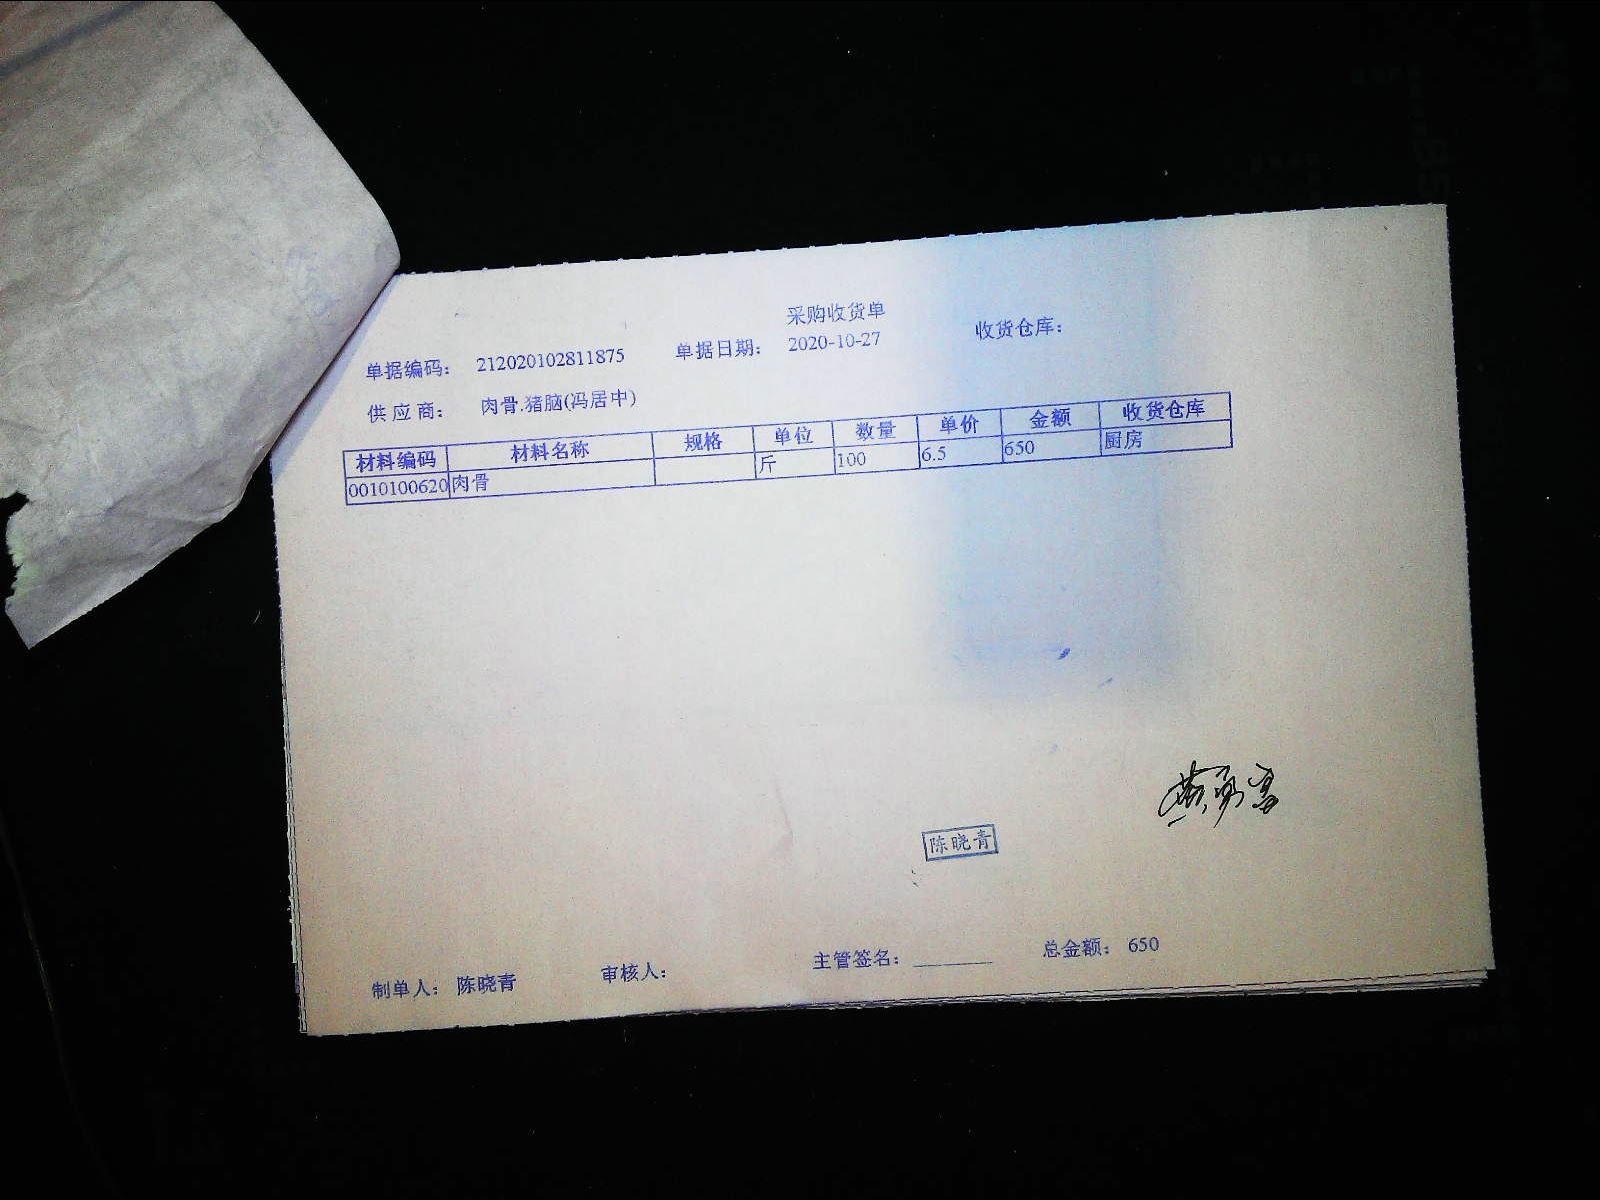 采购收货单
单据编码： 212020102811875 单据日期： 2020-10-27 收货仓库：
供应商： 肉骨.猪脑(冯居中)
材料编码 材料名称 规格 单位 数量 单价 金额 收货仓库
0010100620 肉骨 斤 100 6.5 650 厨房
陈晓青
制单人： 陈晓青 审核人： 主管签名： 总金额： 650